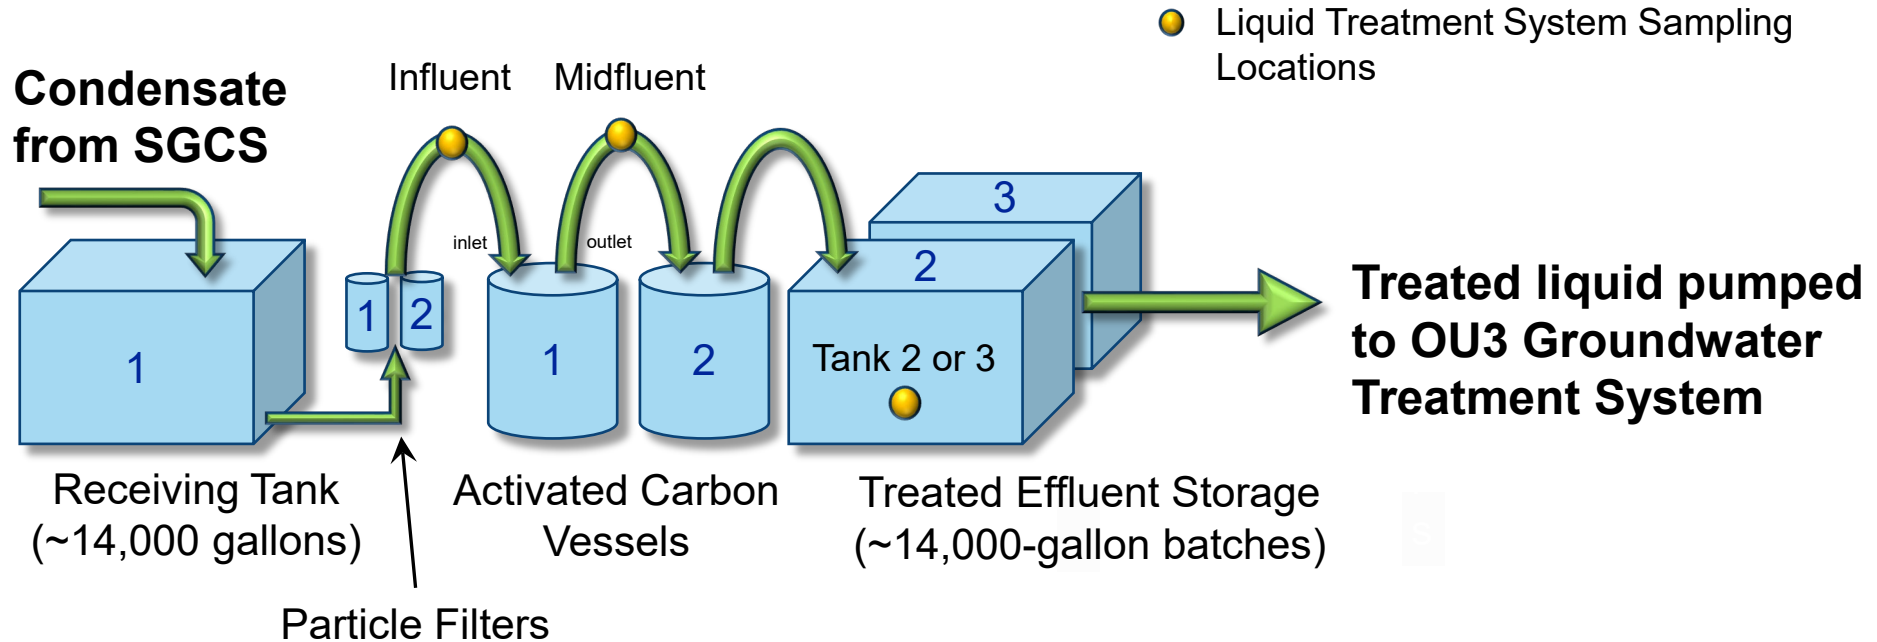 Liquid Treatment System Sampling
Locations
Condensate
from SGCS
Influent
Midfluent
inlet
outlet
1
1
2
1
2
3
2
Tank 2 or 3
Treated liquid pumped
to OU3 Groundwater
Treatment System
Receiving Tank
(~14,000 gallons)
Activated Carbon
Vessels
Treated Effluent Storage
(~14,000-gallon batches)
Particle Filters